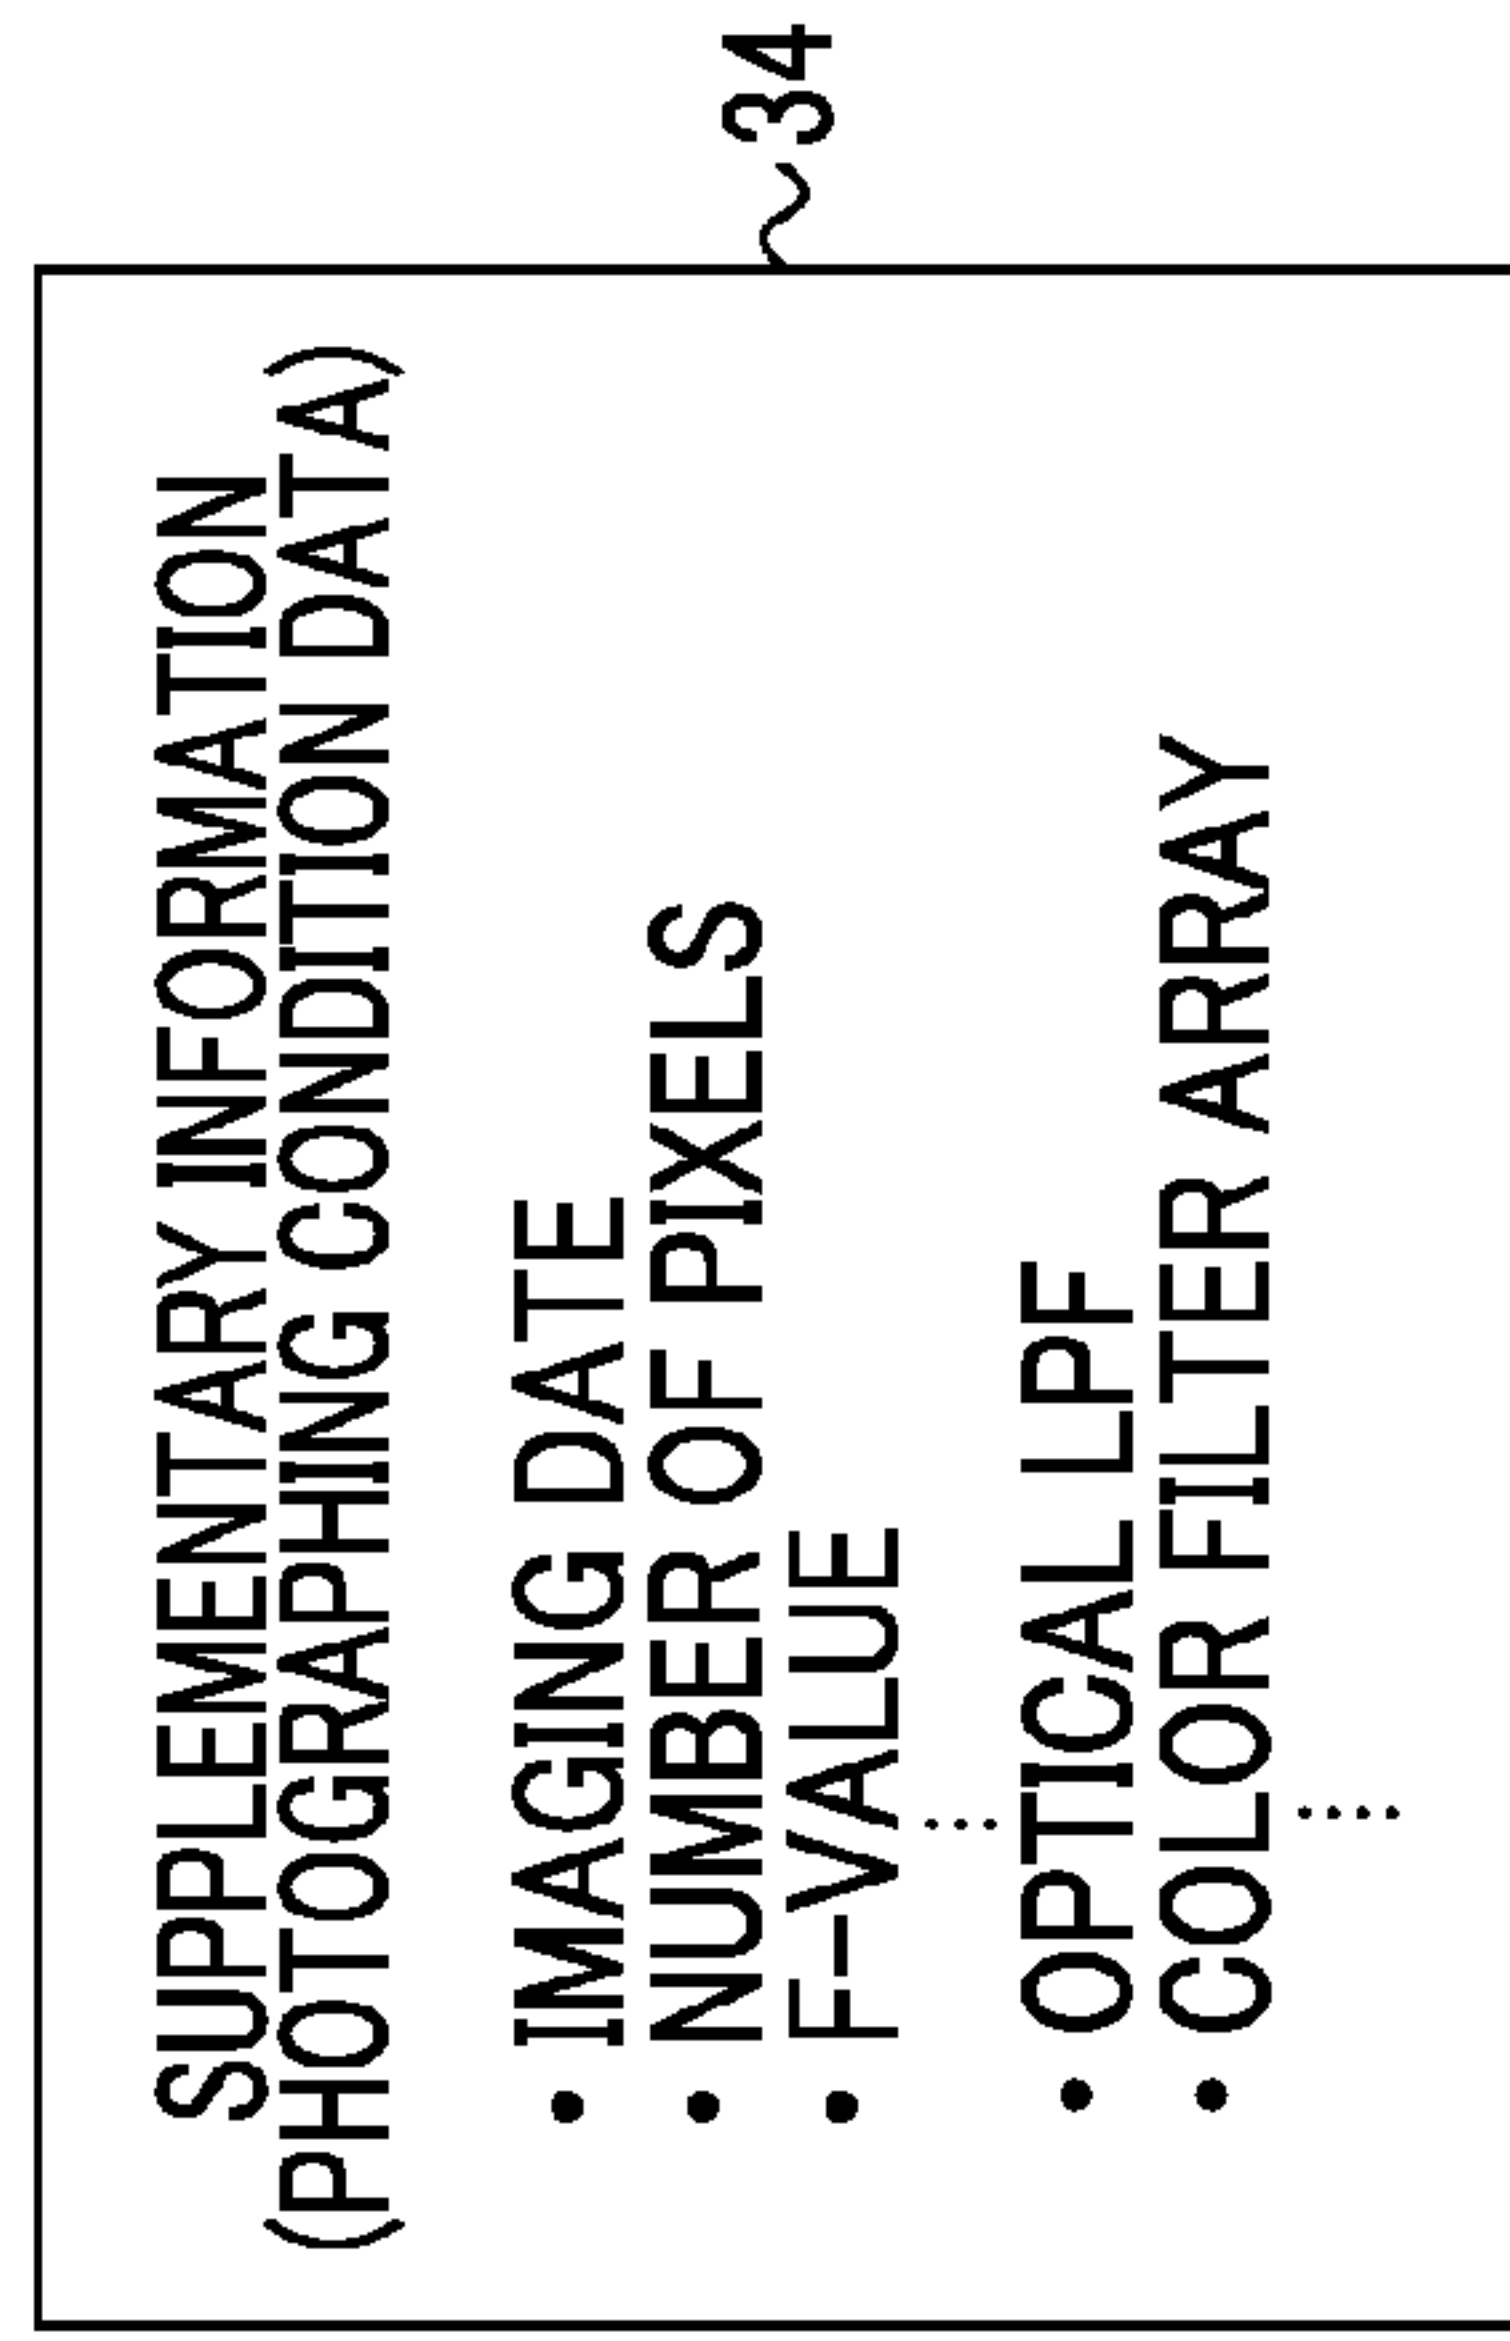 SUPPLEMENTARY INFORMATION
(PHOTOGRAPHING CONDITION DATA)
• IMAGING DATE
• NUMBER OF PIXELS
• F-VALUE
• OPTICAL LPF
• COLOR FILTER ARRAY
34